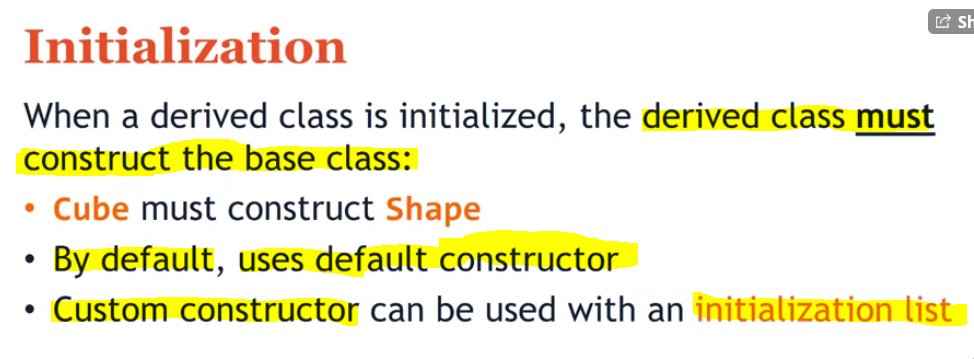 Sh
Initialization
When a derived class is initialized, the derived class must
construct the base class:
• Cube must construct Shape
• By default, uses default constructor
• Custom constructor can be used with an initialization list